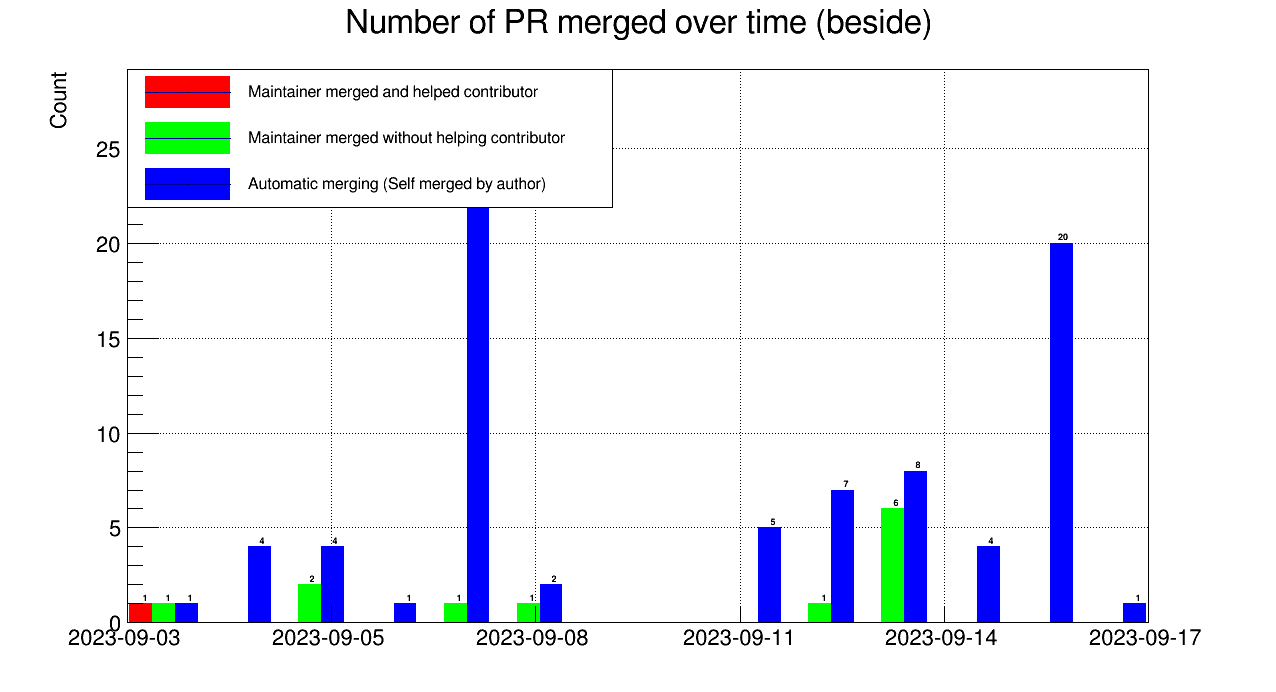 Number of PR merged over time (beside)
Count
Maintainer merged and helped contributor
Maintainer merged without helping contributor
Automatic merging (Self merged by author)
25
20
15
10
5
0
1 1 1 4 2 4 1 1 1 2 5 1 7 6 8 4 20 1
2023-09-03 2023-09-05 2023-09-08 2023-09-11 2023-09-14 2023-09-17